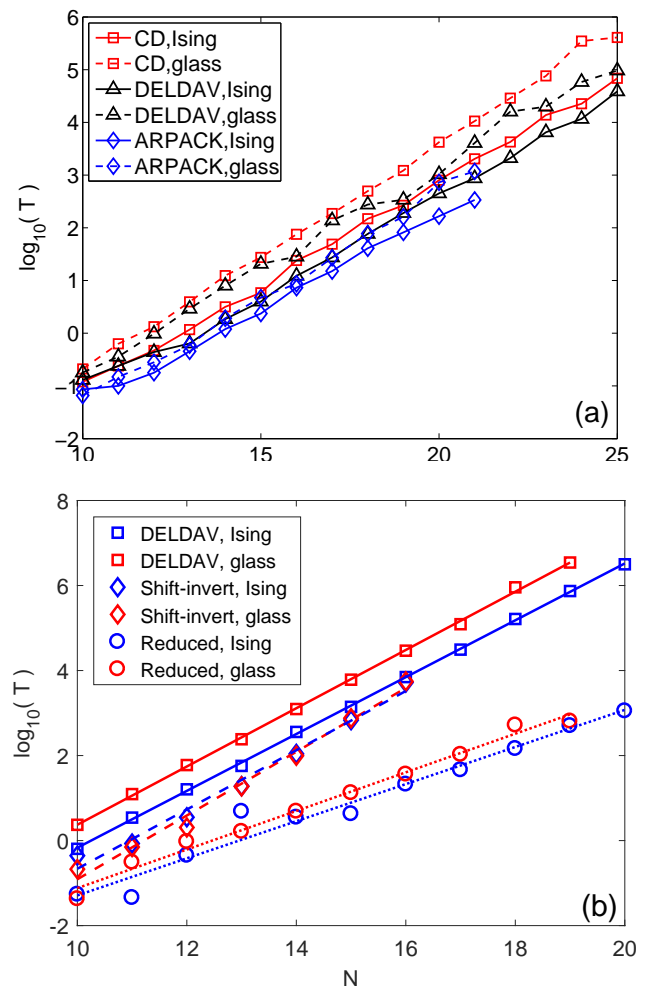 6
5
4
3
2
1
0
−1
−2
log10( T )
CD,Ising
CD,glass
DELDAV,Ising
DELDAV,glass
ARPACK,Ising
ARPACK,glass
(a)
10 15 20 25
8
6
4
2
0
-2
log10( T )
DELDAV, Ising
DELDAV, glass
Shift-invert, Ising
Shift-invert, glass
Reduced, Ising
Reduced, glass
(b)
10 12 14 16 18 20
N